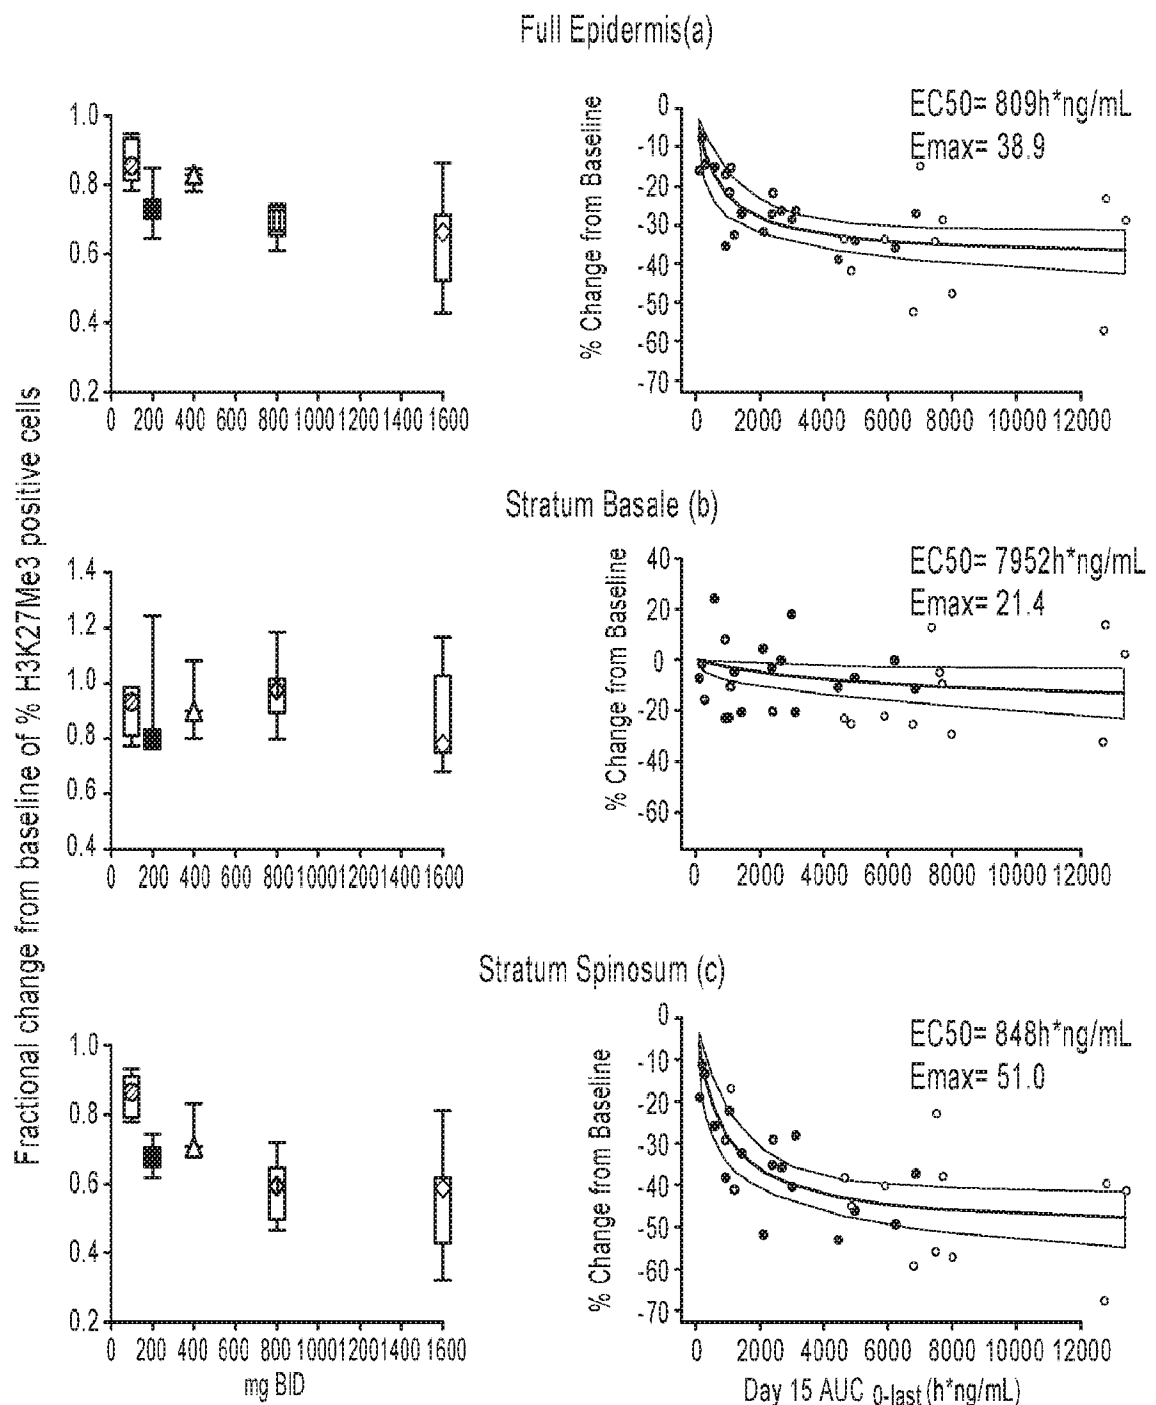 Full Epidermis(a)
Fractional change from baseline of % H3K27Me3 positive cells
1.0
0.8
0.6
0.4
0.2
0 200 400 600 800 1000 1200 1400 1600
% Change from Baseline
0
-10
-20
-30
-40
-50
-60
-70
EC50= 809h*ng/mL
Emax= 38.9
0 2000 4000 6000 8000 10000 12000
Stratum Basale (b)
1.4
1.2
1.0
0.8
0.6
0.4
0 200 400 600 800 1000 1200 1400 1600
% Change from Baseline
40
20
0
-20
-40
-60
EC50= 7952h*ng/mL
Emax= 21.4
0 2000 4000 6000 8000 10000 12000
Stratum Spinosum (c)
1.0
0.8
0.6
0.4
0.2
0 200 400 600 800 1000 1200 1400 1600
mg BID
% Change from Baseline
0
-10
-20
-30
-40
-50
-60
-70
EC50= 848h*ng/mL
Emax= 51.0
0 2000 4000 6000 8000 10000 12000
Day 15 AUC 0-last (h*ng/mL)